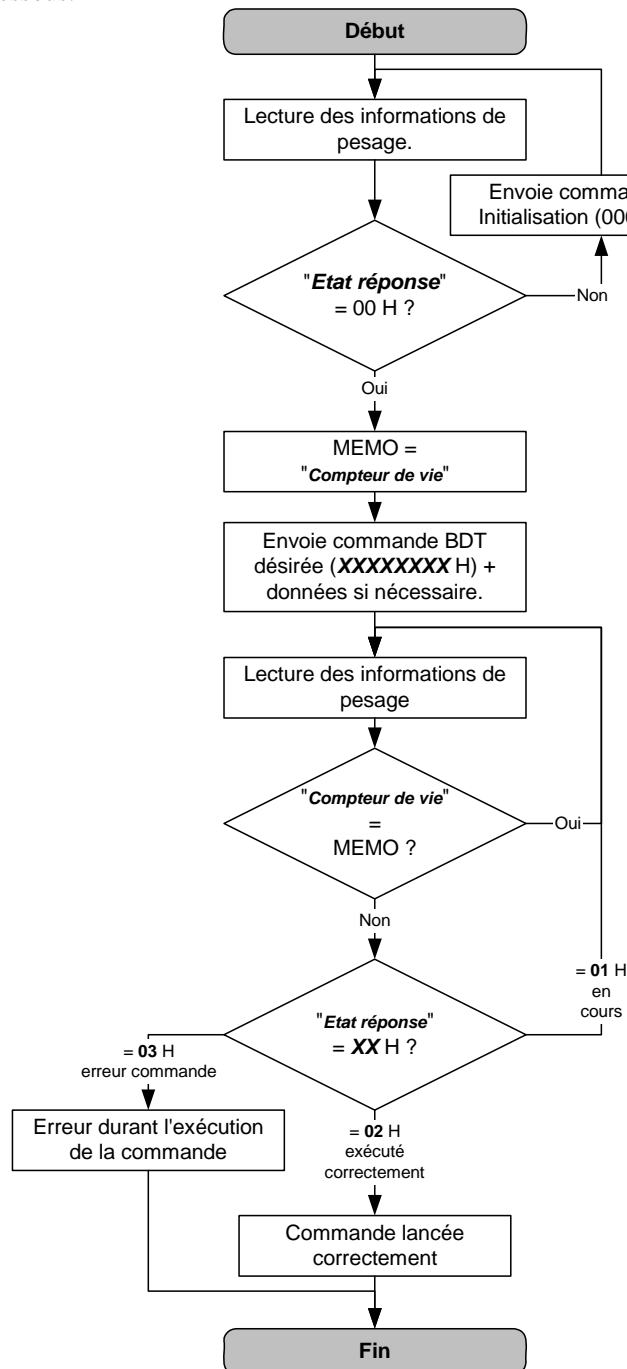 Début
Lecture des informations de
pesage.
Envoie
Initialisation
"Etat réponse"
= 00 H ?
Non
Oui
MEMO =
"Compteur de vie"
Envoie commande BDT
désirée (XXXXXXXX H) +
données si nécessaire.
Lecture des informations de
pesage
"Compteur de vie"
=
MEMO ?
Oui
Non
= 01 H
en
cours
"Etat réponse"
= XX H ?
= 03 H
erreur commande
Erreur durant l'exécution
de la commande
= 02 H
exécuté
correctement
Commande lancée
correctement
Fin